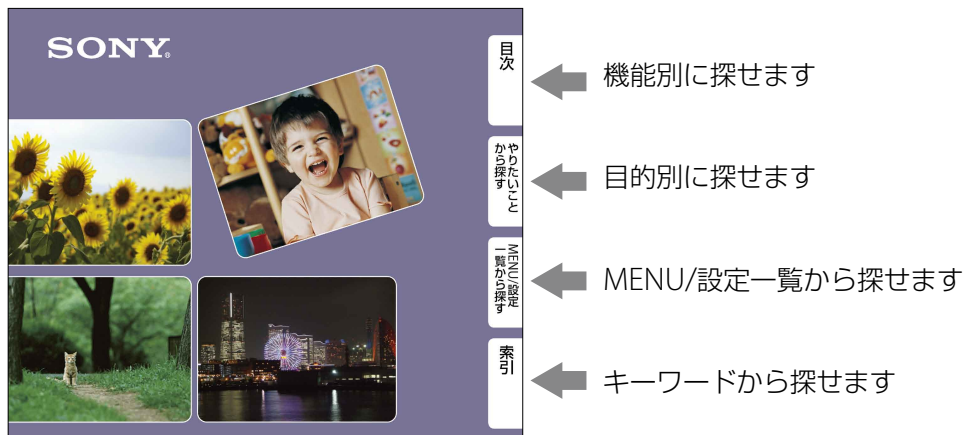 SONY®
目次
機能別に探せます
やりたいこと
から探す
目的別に探せます
MENU/設定
一覧から探す
MENU/設定一覧から探せます
索引
キーワードから探せます